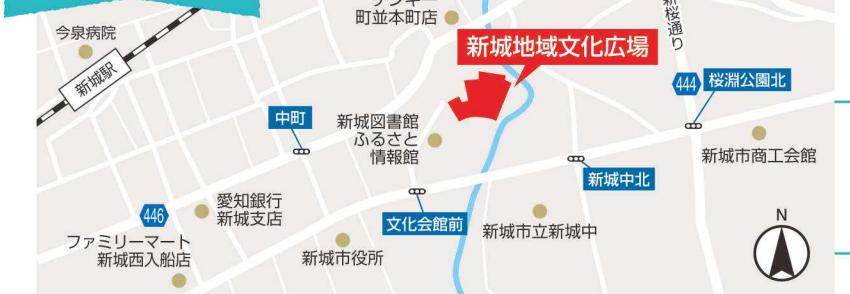 町並本町店
今泉病院
新桜通り
新城駅
新城地域文化広場
444
桜淵公園北
中町
新城図書館
ふるさと
情報館
新城市商工会館
新城中北
愛知銀行
新城支店
446
文化会館前
新城市立新城中
N
ファミリーマート
新城西入船店
新城市役所